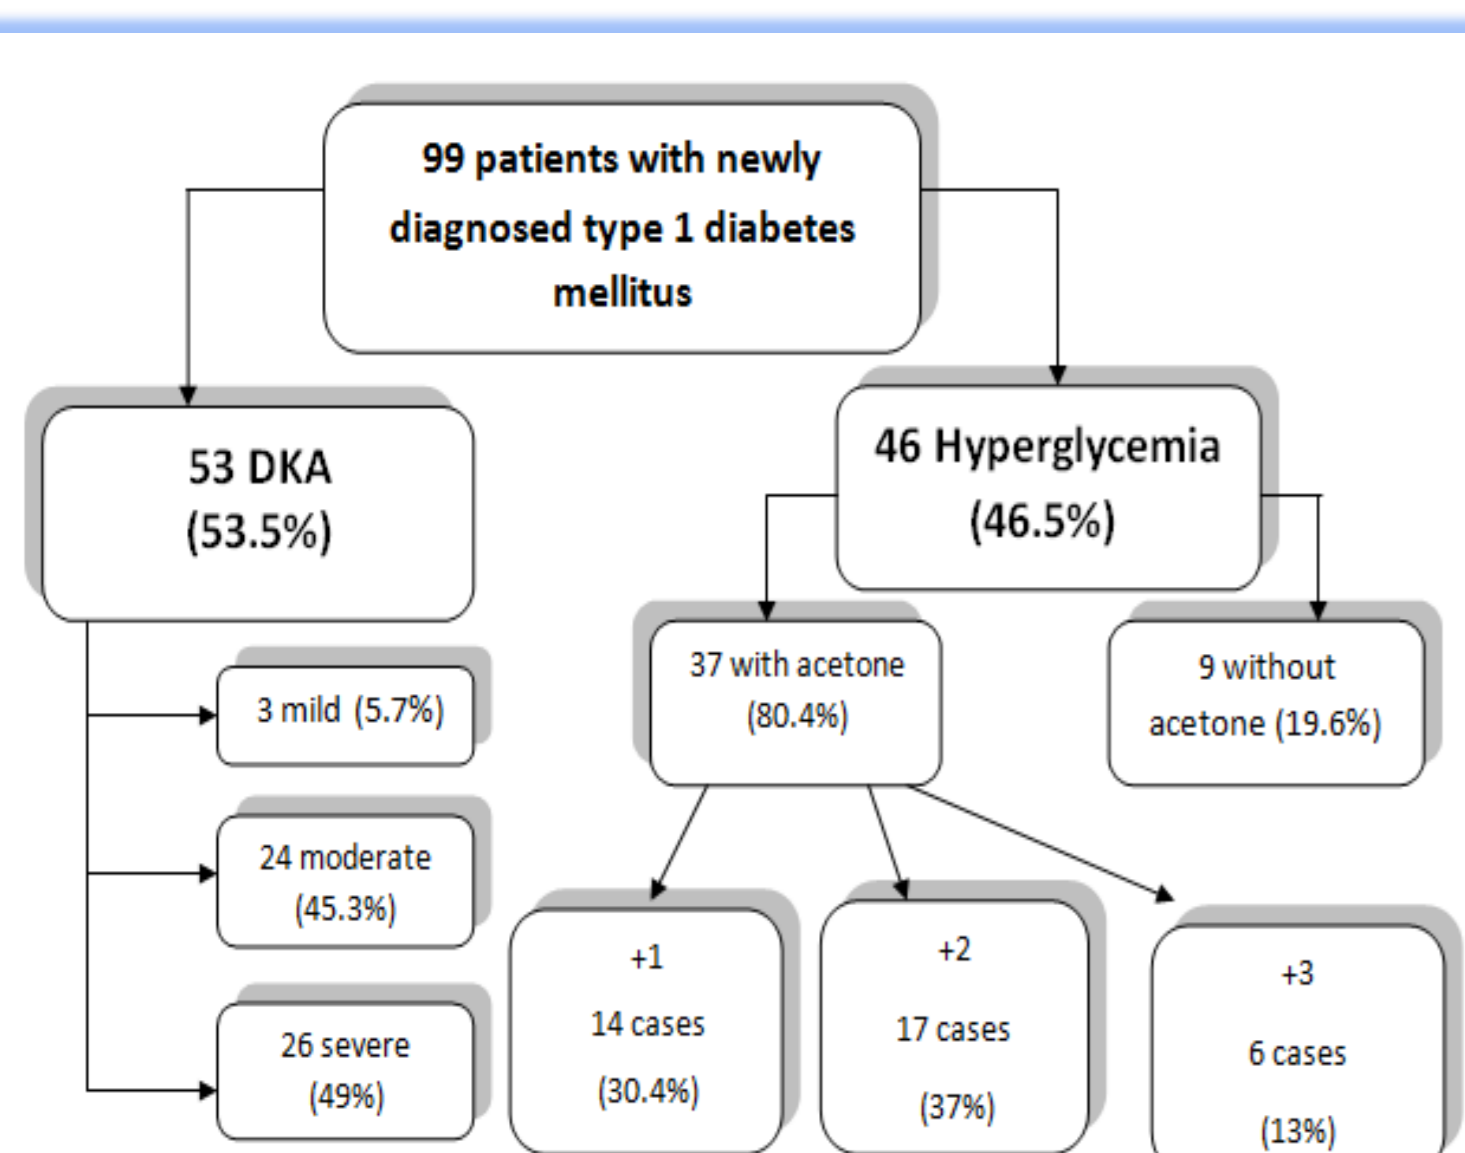 99 patients with newly
diagnosed type 1 diabetes
mellitus
53 DKA
(53.5%)
46 Hyperglycemia
(46.5%)
3 mild (5.7%)
24 moderate
(45.3%)
26 severe
(49%)
37 with acetone
(80.4%)
9 without
acetone (19.6%)
+1
14 cases
(30.4%)
+2
17 cases
(37%)
+3
6 cases
(13%)